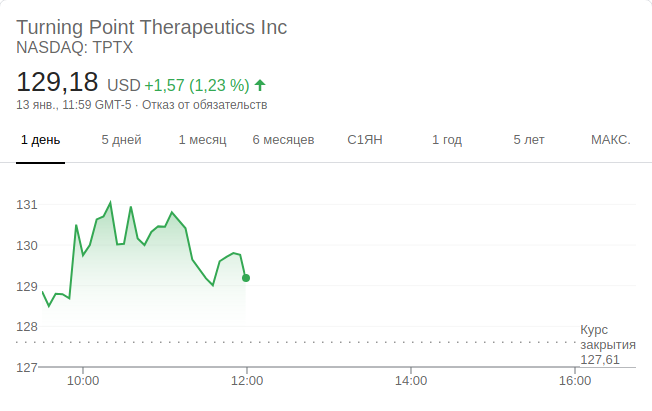 Turning Point Therapeutics Inc
NASDAQ: TPTX
129,18 USD +1,57 (1,23 %)
13 янв., 11:59 GMT-5 · Отказ от обязательств
1 день 5 дней 1 месяц 6 месяцев С1ЯН 1 год 5 лет МАКС.
131
130
129
128
127
Курс
закрытия
127,61
10:00 12:00 14:00 16:00